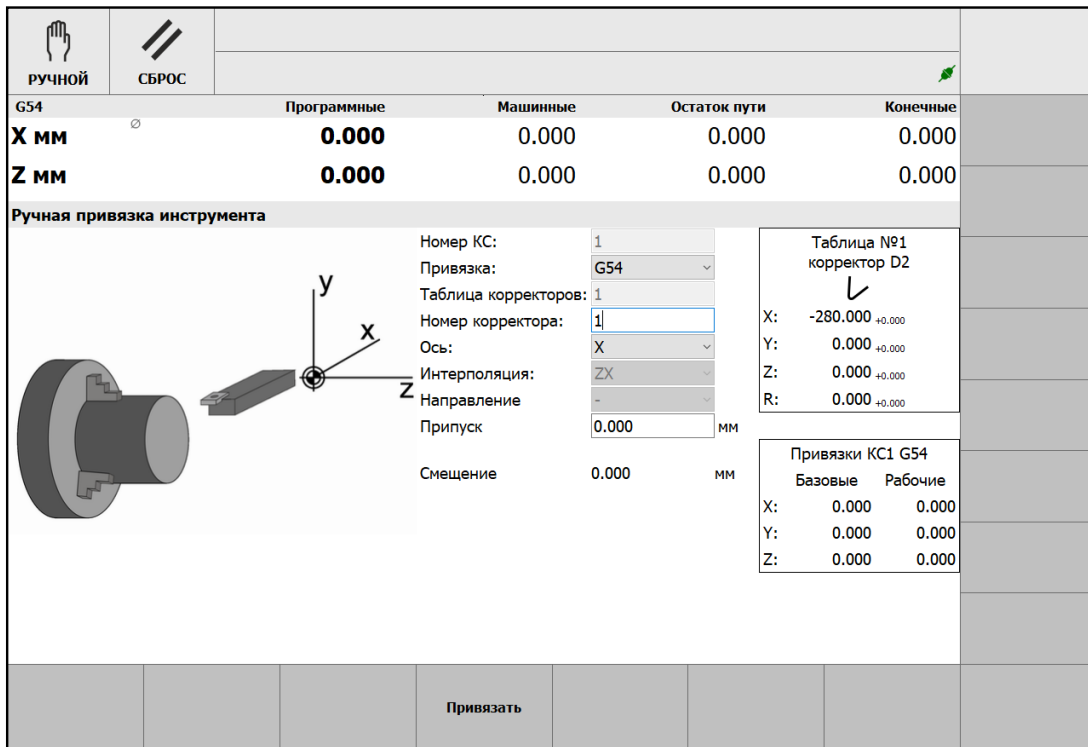 РУЧНОЙ СБРОС
G54 Программные Машинные Остаток пути Конечные
X мм ∅ 0.000 0.000 0.000 0.000
Z мм 0.000 0.000 0.000 0.000
Ручная привязка инструмента
y
x
z
Номер КС: 1
Привязка: G54
Таблица корректоров: 1
Номер корректора: 1
Ось: X
Интерполяция: ZX
Направление -
Припуск 0.000 мм
Смещение 0.000 мм
Таблица №1
корректор D2
X: -280.000 +0.000
Y: 0.000 +0.000
Z: 0.000 +0.000
R: 0.000 +0.000
Привязки КС1 G54
Базовые Рабочие
X: 0.000 0.000
Y: 0.000 0.000
Z: 0.000 0.000
Привязать